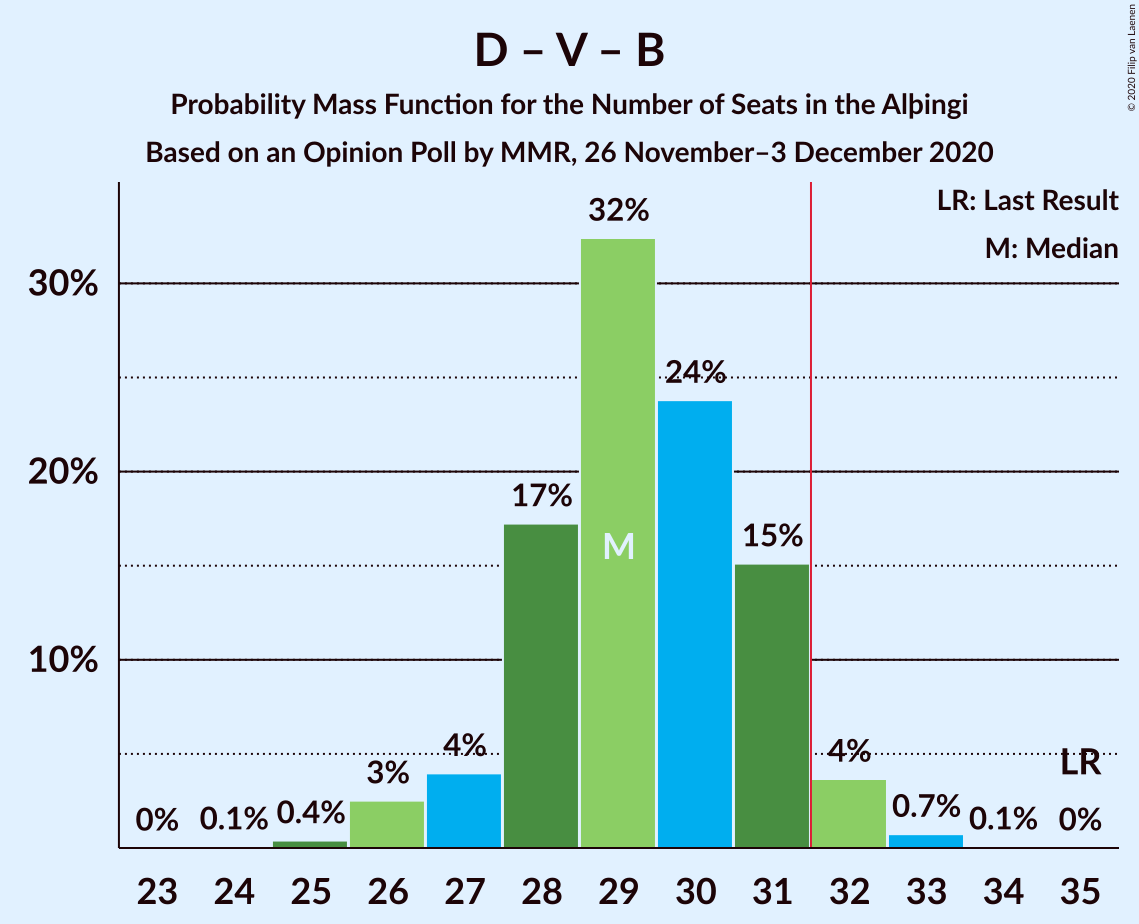 D – V – B
Probability Mass Function for the Number of Seats in the Alþingi
Based on an Opinion Poll by MMR, 26 November–3 December 2020
© 2020 Filip van Laenen
LR: Last Result
M: Median
30%
20%
10%
0%
0.1%
0.4%
3%
4%
17%
32%
M
24%
15%
4%
0.7%
0.1%
LR
0%
23 24 25 26 27 28 29 30 31 32 33 34 35